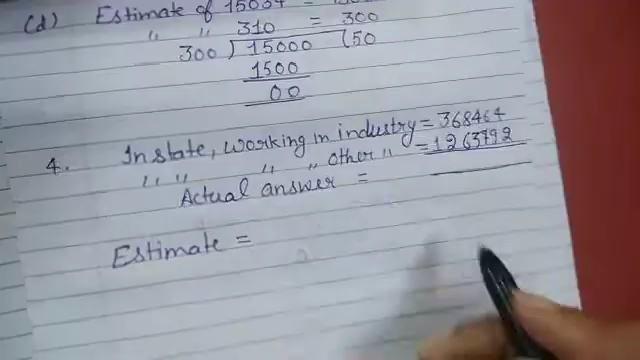 (d) Estimate of 15034 =
" " 310 = 300
300 ) 15000 ( 50
1500
00
4. In state, working in industry = 368464
" " " " other " = 1263792
Actual answer =
Estimate =